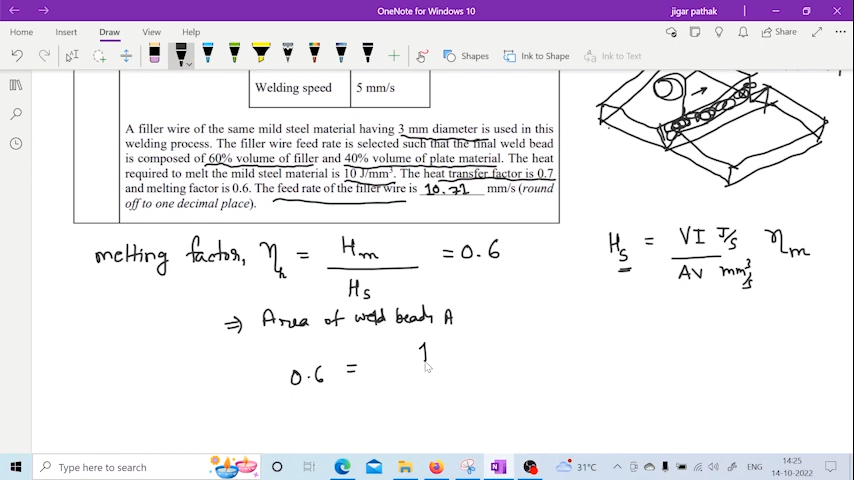 OneNote for Windows 10
jigar pathak
Home
Insert
Draw
View
Help
Share
Shapes
Ink to Shape
Ink to Text
Welding speed
5 mm/s
A filler wire of the same mild steel material having 3 mm diameter is used in this
welding process. The filler wire feed rate is selected such that the final weld bead
is composed of 60% volume of filler and 40% volume of plate material. The heat
required to melt the mild steel material is 10 J/mm³. The heat transfer factor is 0.7
and melting factor is 0.6. The feed rate of the filler wire is 10.71 mm/s (round
off to one decimal place).
melting factor, ηh = Hm / Hs = 0.6
Hs = VI J/s / AV mm³/s ηm
⇒ Area of weld bead, A
0.6 = 1
Type here to search
31°C
ENG
14:25
14-10-2022